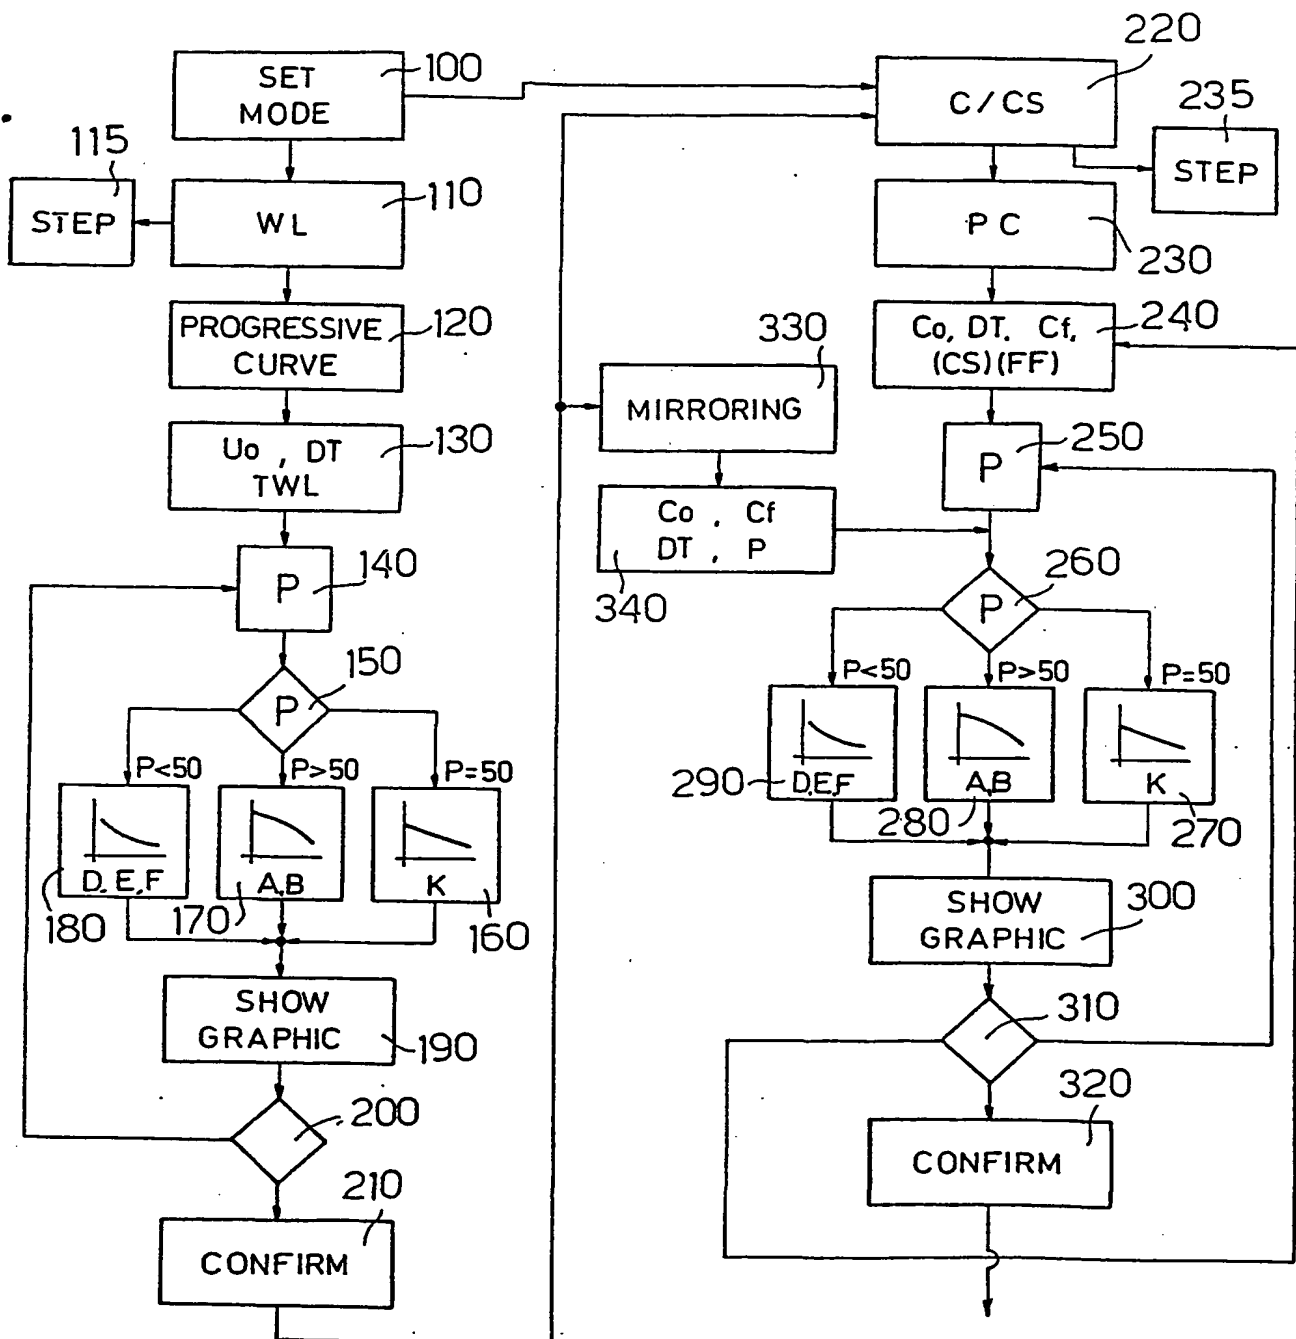 SET
MODE
100
115
STEP
WL
110
PROGRESSIVE
CURVE
120
Uo , DT
TWL
130
P
140
P
150
P<50
P>50
P=50
D, E, F
A,B
K
180
170
160
SHOW
GRAPHIC
190
200
210
CONFIRM
220
C/CS
235
STEP
PC
230
Co, DT, Cf,
(CS)(FF)
240
330
MIRRORING
Co , Cf
DT , P
340
P
250
P
260
P<50
P>50
P=50
D,E,F
A,B
K
290
280
270
SHOW
GRAPHIC
300
310
320
CONFIRM